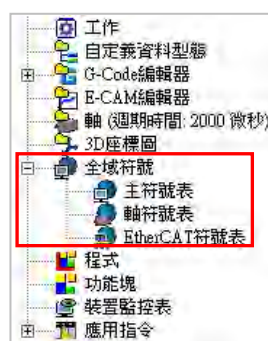 工作
自定義資料型態
G-Code編輯器
E-CAM編輯器
軸 (週期時間: 2000 微秒)
3D座標圖
全域符號
主符號表
軸符號表
EtherCAT符號表
程式
功能塊
裝置監控表
應用指令